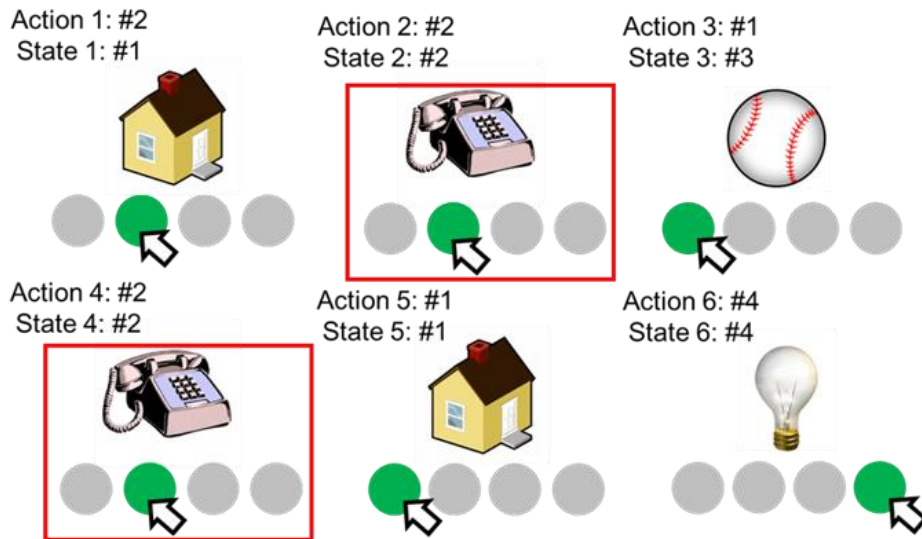 Action 1: #2
State 1: #1
Action 2: #2
State 2: #2
Action 3: #1
State 3: #3
Action 4: #2
State 4: #2
Action 5: #1
State 5: #1
Action 6: #4
State 6: #4